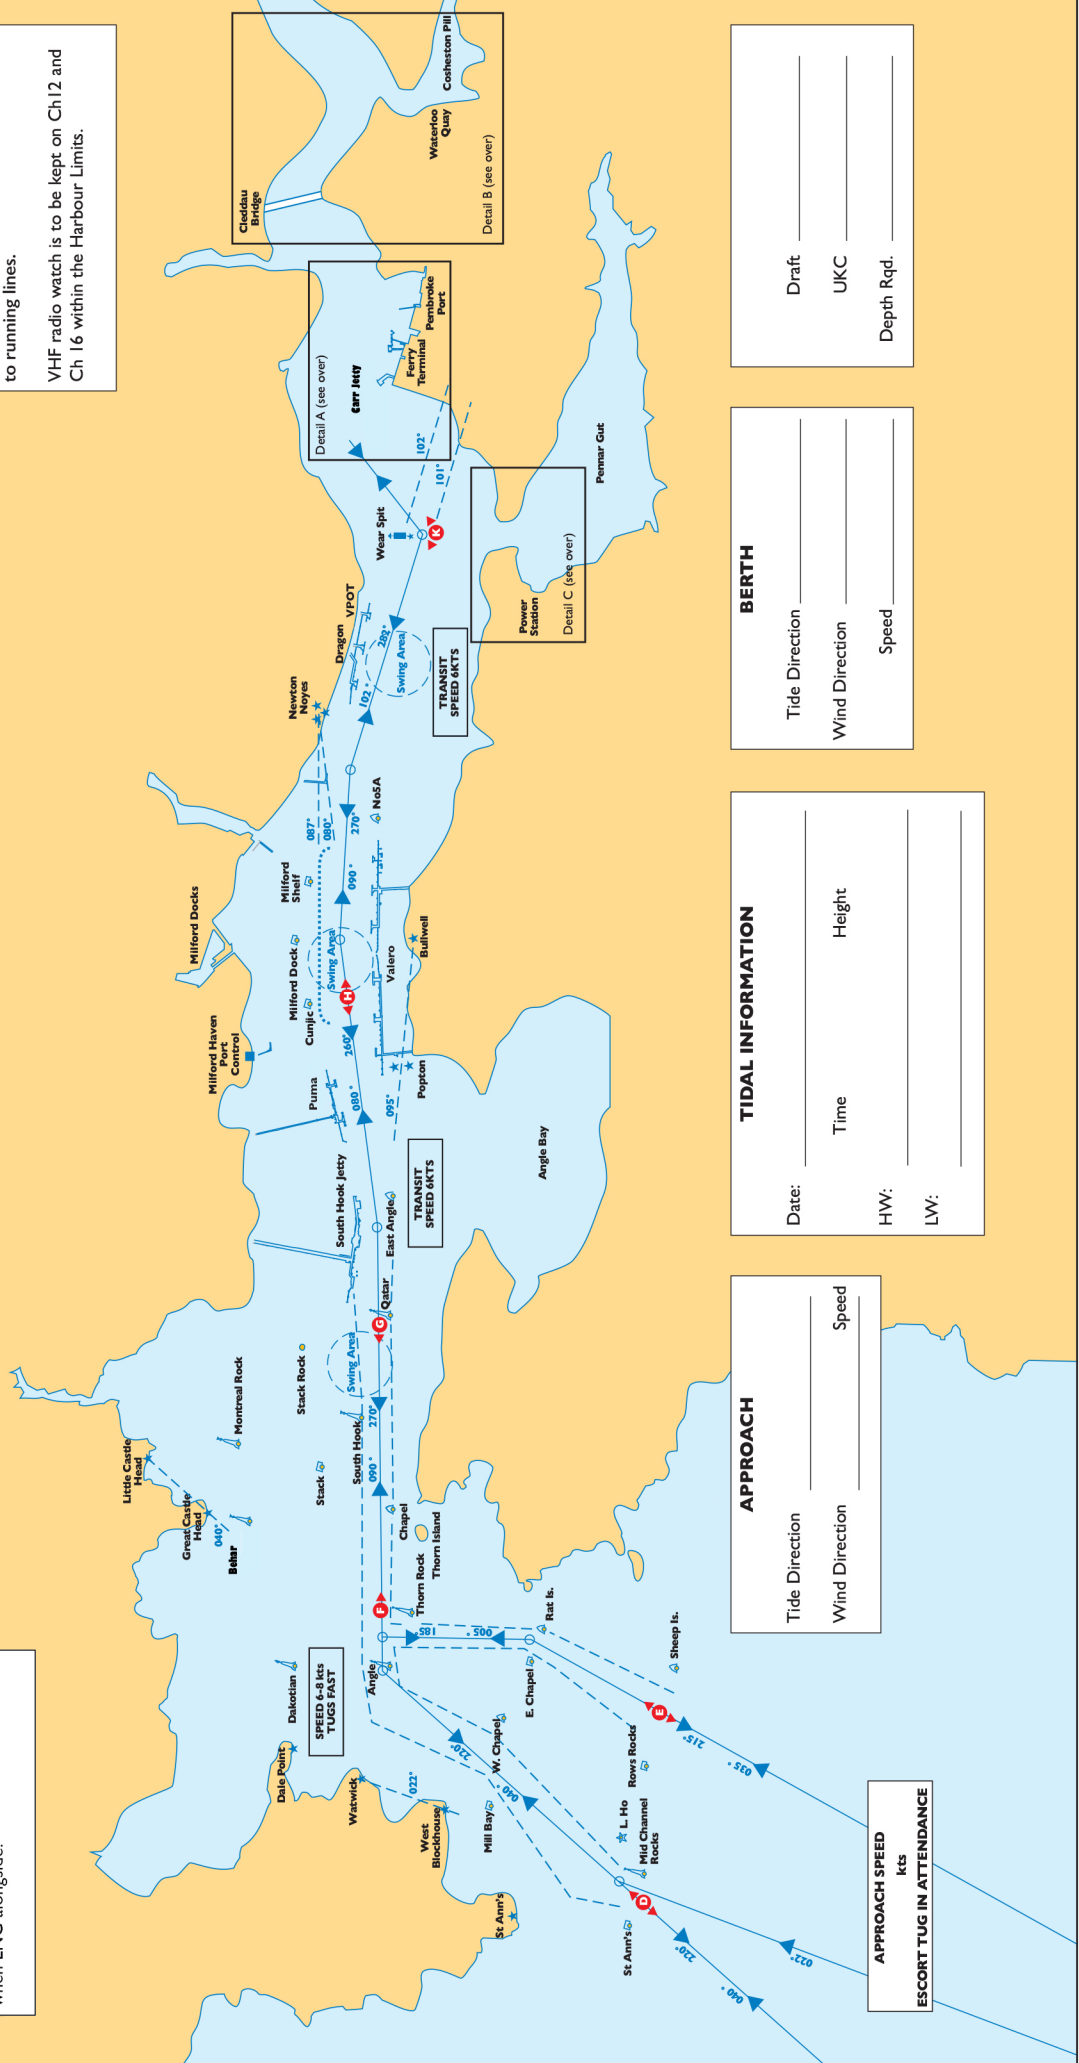 when LNG alongside.
to running lines.
VHF radio watch is to be kept on Ch12 and
Ch 16 within the Harbour Limits.
St Ann's
West
Blockhouse
Watwick
022°
Dale Point
Dakotian
SPEED 6-8 kts
TUGS FAST
Mill Bay
St Ann's
D
220°
040°
022°
L. Ho
Mid Channel
Rocks
Rows Rocks
W. Chapel
220°
040°
E. Chapel
Angle
E
215°
035°
Sheep Is.
Rat Is.
185°
005°
F
Thorn Rock
Thorn Island
Chapel
Great Castle
Head
Little Castle
Head
040°
Behar
Montreal Rock
Stack
Stack Rock
South Hook
090°
270°
Swing Area
G
Qatar
East Angle
South Hook Jetty
TRANSIT
SPEED 6KTS
Angle Bay
Puma
080°
260°
095°
Popton
Milford Haven
Port
Control
Cunjic
Milford Dock
H
Swing Area
Valero
Bullwell
Milford Docks
Milford
Shelf
090°
270°
087°
080°
No5A
Newton
Noyes
Dragon
VPOT
102°
282°
Swing Area
TRANSIT
SPEED 6KTS
Wear Spit
K
101°
102°
Power
Station
Detail C (see over)
Pennar Gut
Detail A (see over)
Carr Jetty
Ferry
Terminal
Pembroke
Port
Cleddau
Bridge
Detail B (see over)
Waterloo
Quay
Cosheston Pill
APPROACH SPEED
kts
ESCORT TUG IN ATTENDANCE
APPROACH
Tide Direction
Wind Direction
Speed
TIDAL INFORMATION
Date:
Time
Height
HW:
LW:
BERTH
Tide Direction
Wind Direction
Speed
Draft
UKC
Depth Rqd.